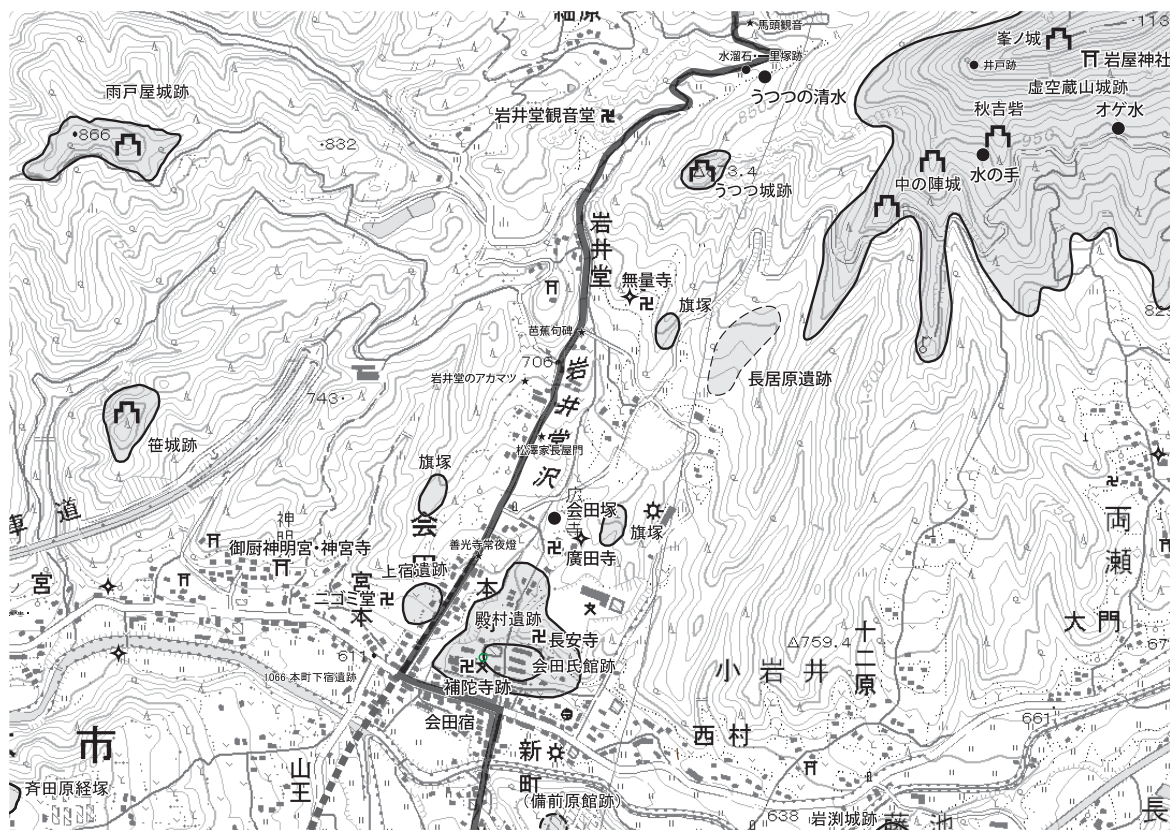 馬頭観音
水溜石・一里塚跡
うつつの清水
岩井堂観音堂
雨戸屋城跡
866
832
うつつ城跡
峯ノ城
井戸跡
岩屋神社
虚空蔵山城跡
秋吉砦
オゲ水
水の手
中の陣城
岩井堂
無量寺
旗塚
芭蕉句碑
706
岩井堂のアカマツ
長居原遺跡
743
笹城跡
岩井堂沢
松澤家長屋門
旗塚
会田塚
旗塚
廣田寺
善光寺常夜燈
神明
御厨神明宮・神宮寺
上宿遺跡
ニゴミ堂
宮
宮本
本
殿村遺跡
長安寺
会田氏館跡
補陀寺跡
1066 本町下宿遺跡
会田宿
両瀬
大門
十二原
759.4
小岩井
西村
661
新町
市
山王
斉田原経塚
(備前原館跡)
638
岩渕城跡
藤池
長
道